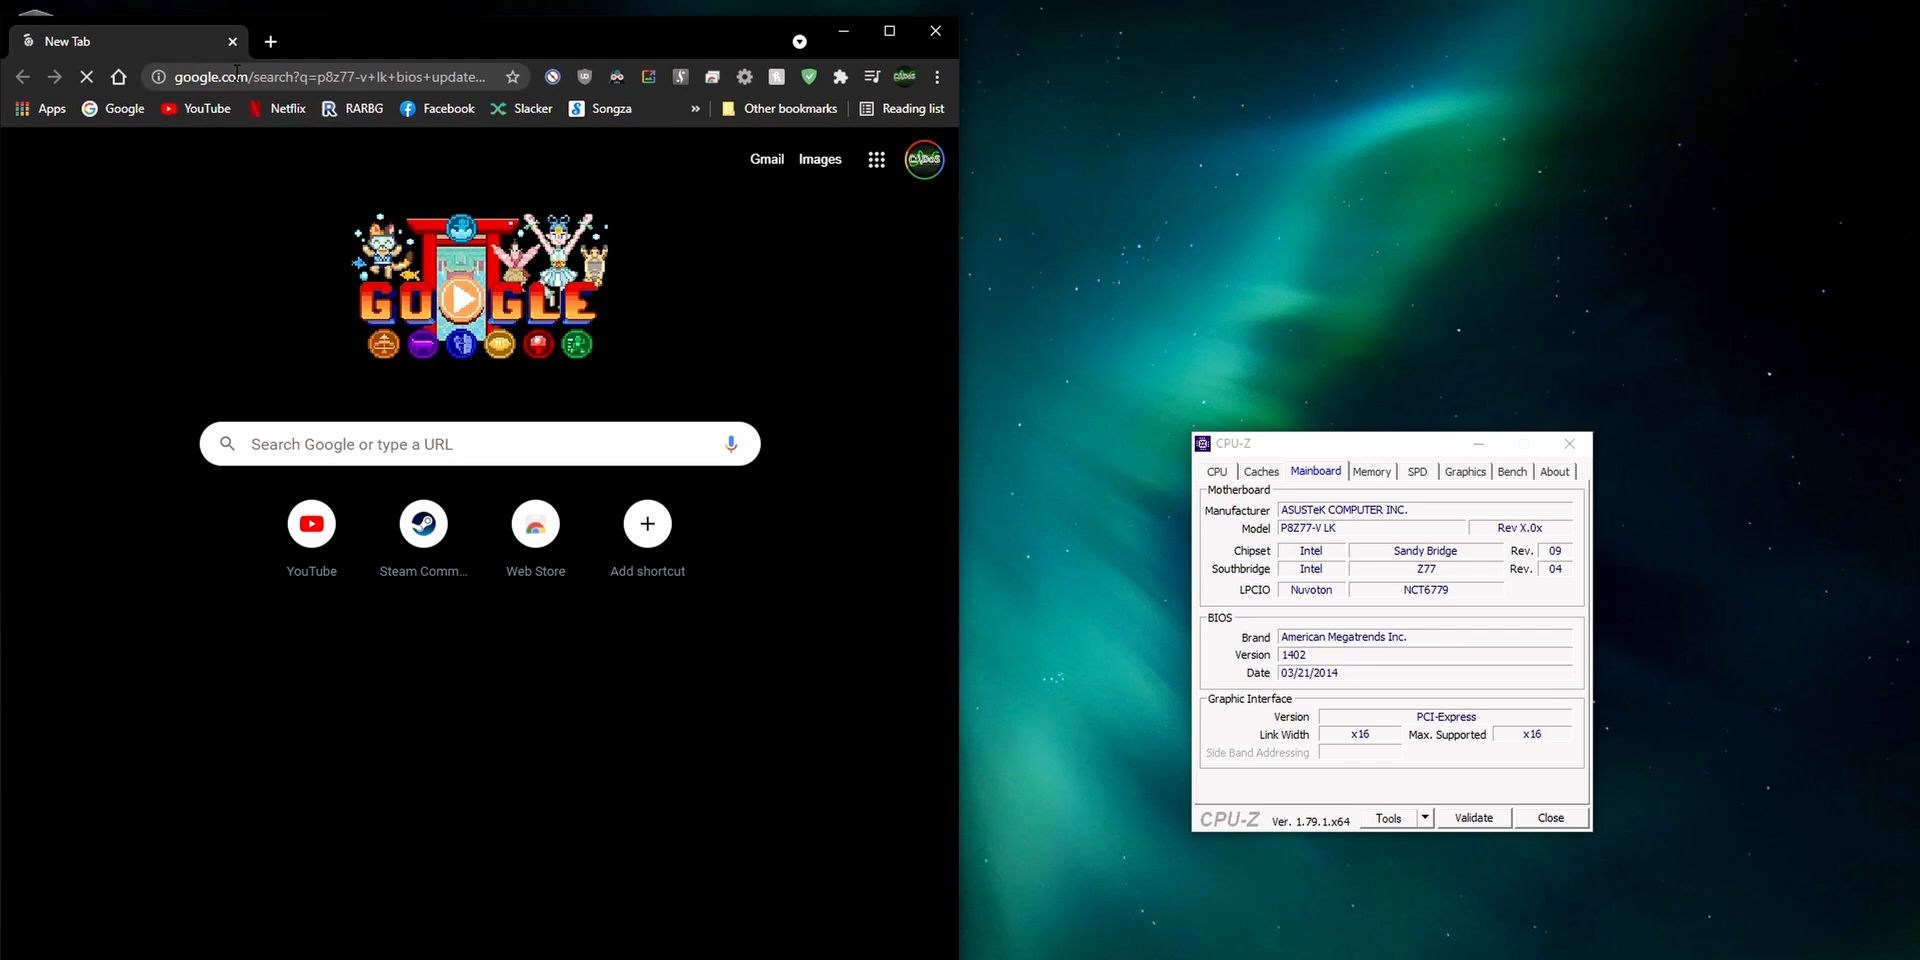 New Tab
google.com/search?q=p8z77-v+lk+bios+update...
Apps Google YouTube Netflix RARBG Facebook Slacker Songza » Other bookmarks Reading list
Gmail Images
GOOGLE
Search Google or type a URL
YouTube Steam Comm... Web Store Add shortcut
CPU-Z
CPU Caches Mainboard Memory SPD Graphics Bench About
Motherboard
Manufacturer ASUSTeK COMPUTER INC.
Model P8Z77-V LK Rev X.0x
Chipset Intel Sandy Bridge Rev. 09
Southbridge Intel Z77 Rev. 04
LPCIO Nuvoton NCT6779
BIOS
Brand American Megatrends Inc.
Version 1402
Date 03/21/2014
Graphic Interface
Version PCI-Express
Link Width x16 Max. Supported x16
Side Band Addressing
CPU-Z Ver. 1.79.1.x64 Tools Validate Close